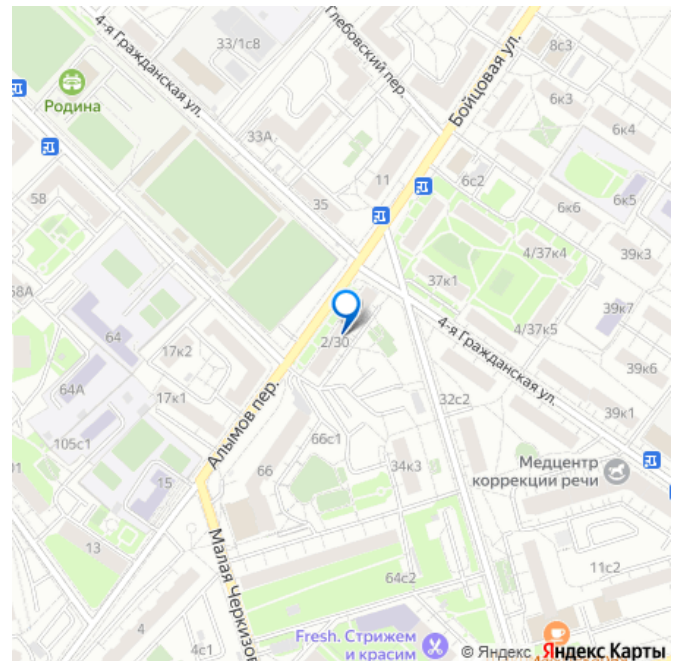 33/1с8
Глебовский пер.
Бойцовая ул.
8с3
4-я Гражданская ул.
Родина
6к3
6к4
33А
11
6с2
58
35
6к6
6к5
4/37к4
39к3
37к1
58А
39к7
64
2/30
4/37к5
4-я Гражданская ул.
17к2
64А
17к1
Алымов пер.
32с2
39к6
39к1
105с1
66с1
01
15
66
34к3
Медцентр
коррекции речи
13
Малая Черкизов
11с2
64с2
4
4с1
Fresh. Стрижем
и красим
© Яндекс
Яндекс Карты